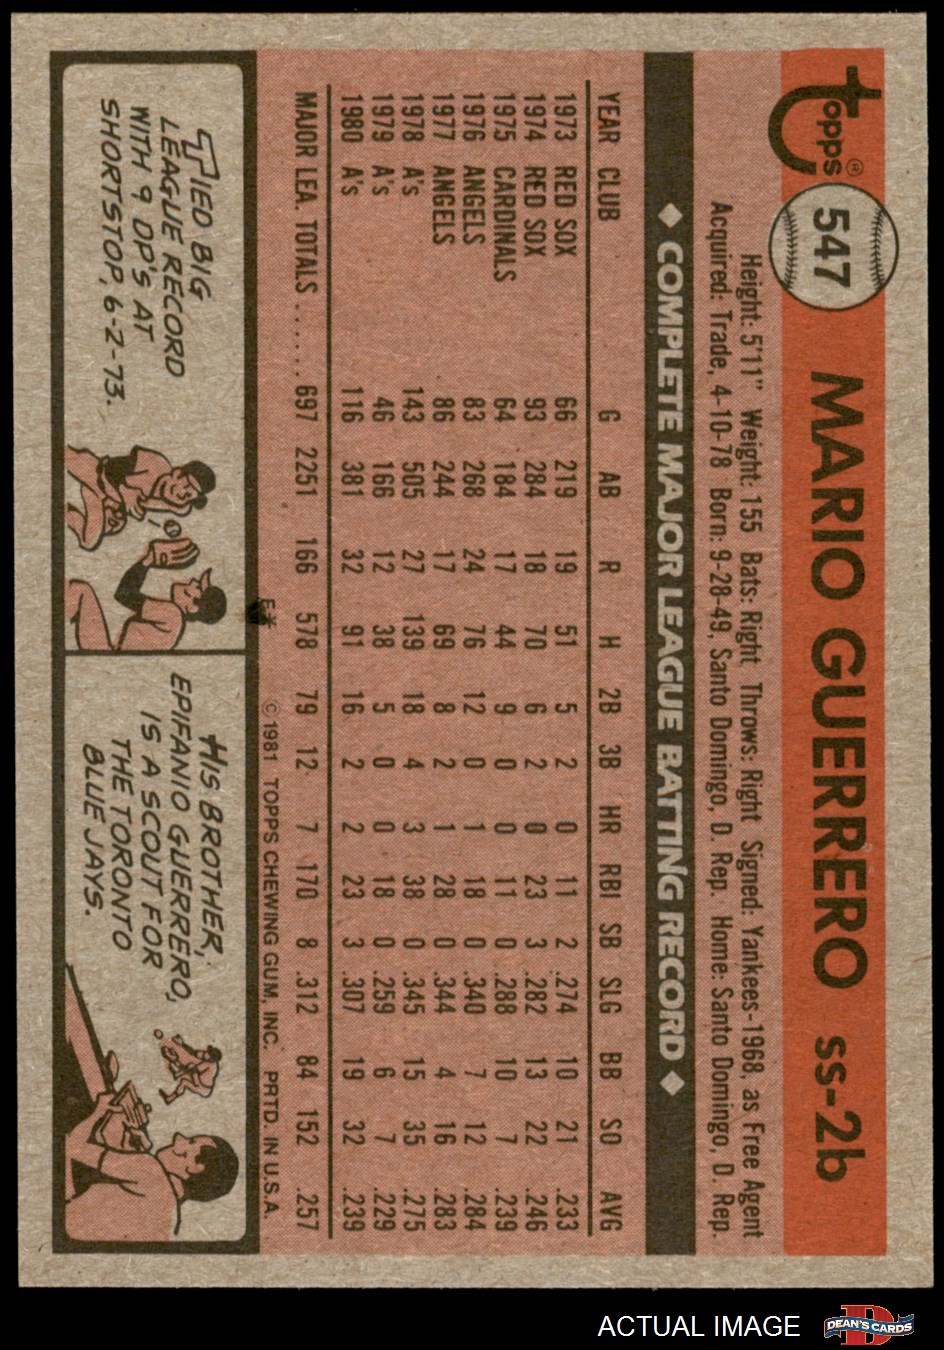 Topps®
547
MARIO GUERRERO ss-2b
Height: 5'11" Weight: 155 Bats: Right Throws: Right Signed: Yankees-1968, as Free Agent
Acquired: Trade, 4-10-78 Born: 9-28-49, Santo Domingo, D. Rep. Home: Santo Domingo, D. Rep.
◆ COMPLETE MAJOR LEAGUE BATTING RECORD ◆
YEAR CLUB G AB R H 2B 3B HR RBI SB SLG BB SO AVG
1973 RED SOX 66 219 19 51 5 2 0 11 2 .274 10 21 .233
1974 RED SOX 93 284 18 70 6 2 0 23 3 .282 13 22 .246
1975 CARDINALS 64 184 17 44 9 0 0 11 0 .288 10 7 .239
1976 ANGELS 83 268 24 76 12 0 1 18 0 .340 7 12 .284
1977 ANGELS 86 244 17 69 8 2 1 28 0 .344 4 16 .283
1978 A's 143 505 27 139 18 4 3 38 0 .345 15 35 .275
1979 A's 46 166 12 38 5 0 0 18 0 .259 6 7 .229
1980 A's 116 381 32 91 16 2 2 23 3 .307 19 32 .239
MAJOR LEA. TOTALS ...... 697 2251 166 578 79 12 7 170 8 .312 84 152 .257
E* ©1981 TOPPS CHEWING GUM, INC. PRTD. IN U.S.A.
TIED BIG
LEAGUE RECORD
WITH 9 DP'S AT
SHORTSTOP, 6-2-73.
HIS BROTHER,
EPIFANIO GUERRERO,
IS A SCOUT FOR
THE TORONTO
BLUE JAYS.
ACTUAL IMAGE
D
DEAN'S CARDS